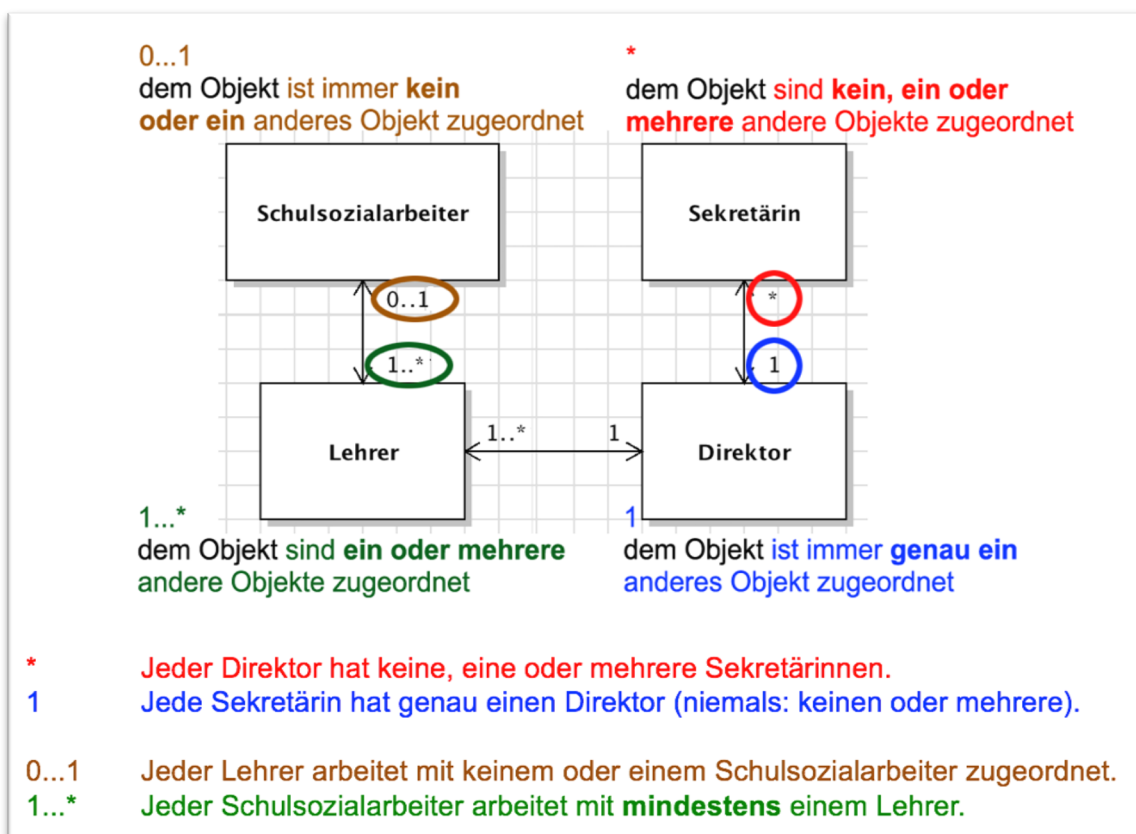 0...1
dem Objekt ist immer kein
oder ein anderes Objekt zugeordnet
*
dem Objekt sind kein, ein oder
mehrere andere Objekte zugeordnet
Schulsozialarbeiter
Sekretärin
0..1
*
1..*
1
Lehrer
1..*
1
Direktor
1...*
dem Objekt sind ein oder mehrere
andere Objekte zugeordnet
1
dem Objekt ist immer genau ein
anderes Objekt zugeordnet
* Jeder Direktor hat keine, eine oder mehrere Sekretärinnen.
1 Jede Sekretärin hat genau einen Direktor (niemals: keinen oder mehrere).
0...1 Jeder Lehrer arbeitet mit keinem oder einem Schulsozialarbeiter zugeordnet.
1...* Jeder Schulsozialarbeiter arbeitet mit mindestens einem Lehrer.